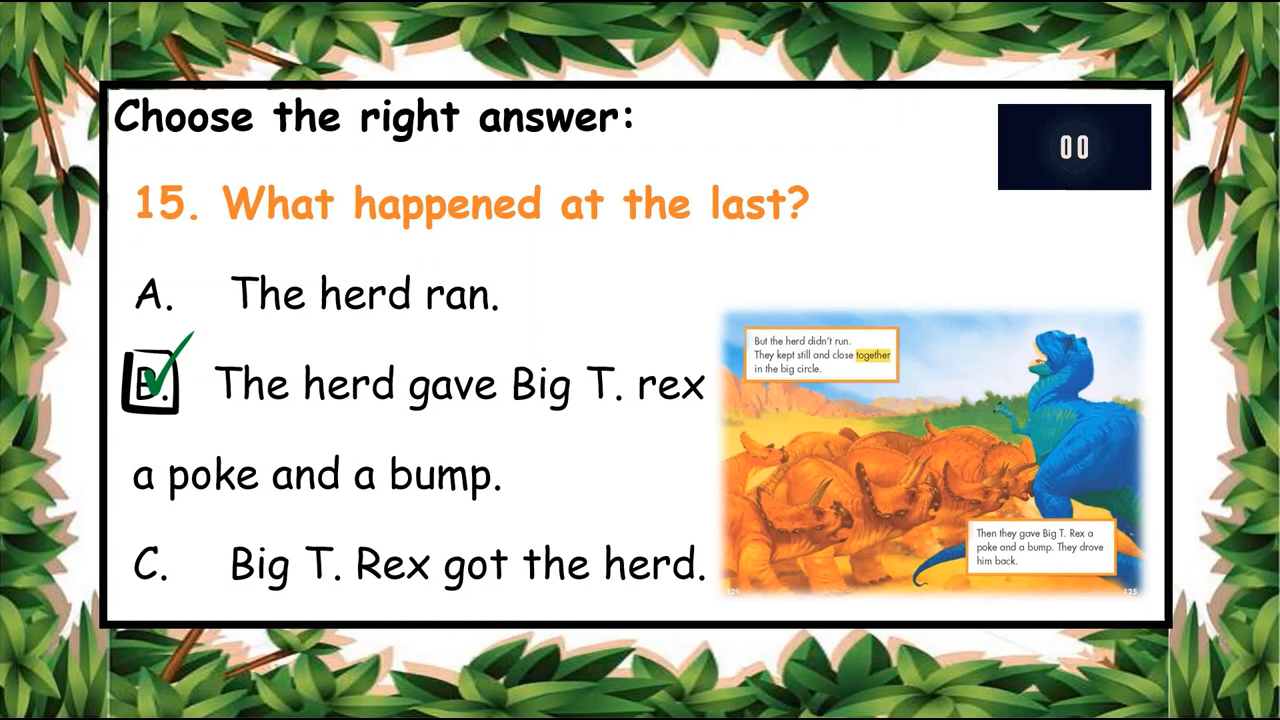 Choose the right answer:
00
15. What happened at the last?
A. The herd ran.
B. The herd gave Big T. rex
a poke and a bump.
C. Big T. Rex got the herd.
But the herd didn't run.
They kept still and close together
in the big circle.
Then they gave Big T. Rex a
poke and a bump. They drove
him back.
124
125